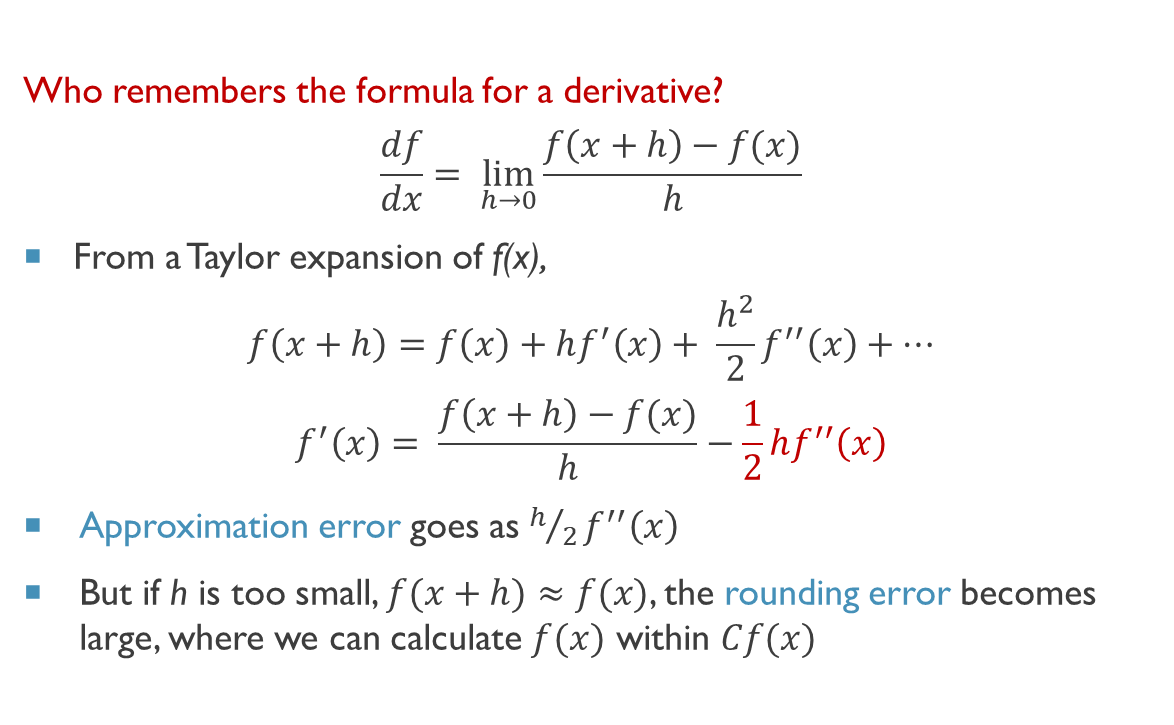 Who remembers the formula for a derivative?
df/dx = lim h→0 f(x + h) − f(x) / h
▪ From a Taylor expansion of f(x),
f(x + h) = f(x) + hf′(x) + h²/2 f″(x) + ⋯
f′(x) = f(x + h) − f(x) / h − 1/2 hf″(x)
▪ Approximation error goes as h/2 f″(x)
▪ But if h is too small, f(x + h) ≈ f(x), the rounding error becomes
large, where we can calculate f(x) within Cf(x)